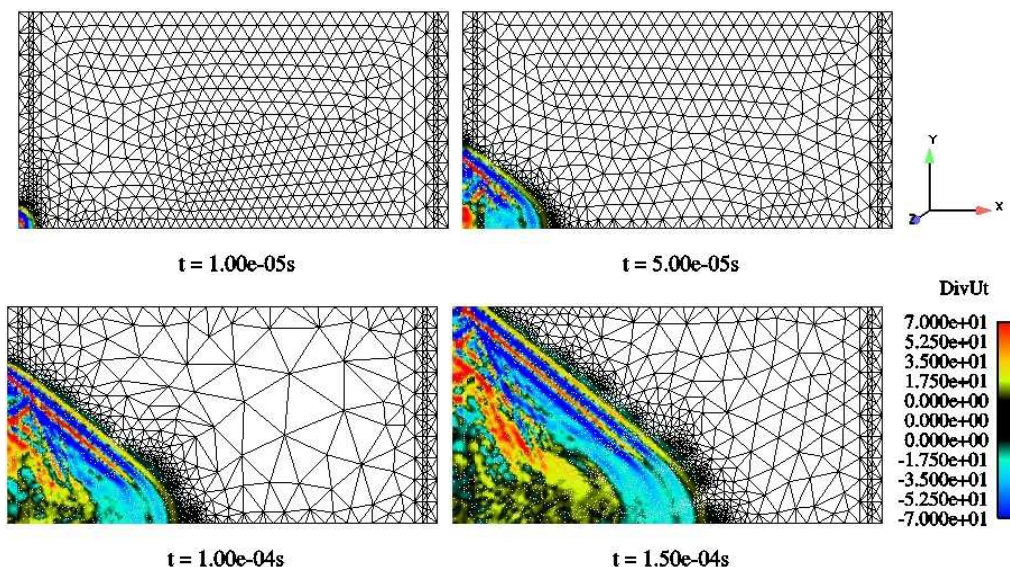 Y
X
Z
t = 1.00e-05s
t = 5.00e-05s
DivUt
7.000e+01
5.250e+01
3.500e+01
1.750e+01
0.000e+00
0.000e+00
0.000e+00
-1.750e+01
-3.500e+01
-5.250e+01
-7.000e+01
t = 1.00e-04s
t = 1.50e-04s